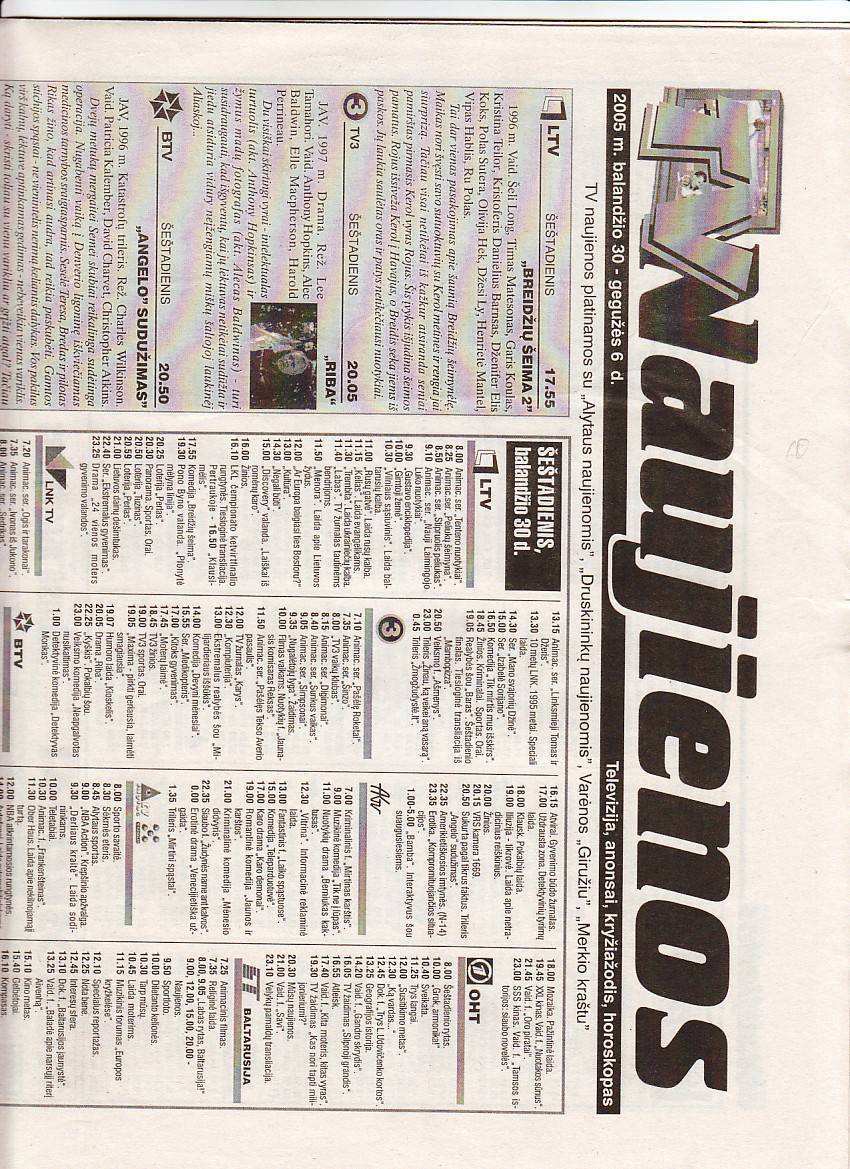 TV Naujienos
2005 m. balandžio 30 - gegužės 6 d.
Televizija, anonsai, kryžiažodis, horoskopas
TV naujienos platinamos su „Alytaus naujienomis”, „Druskininkų naujienomis”, Varėnos „Giružiu”, „Merkio kraštu”
LTV ŠEŠTADIENIS 17.55
„BREIDŽIŲ ŠEIMA 2”
1996 m. Vaid. Šeli Long, Timas Matesonas, Garis Koulas,
Kristina Teilor, Kristoferis Danielius Barnsas, Dženifer Elis
Koks, Polas Sutera, Olivija Hek, Džesi Ly, Henrietė Mantel,
Vipas Hablis, Ru Polas.
Tai dar vienas pasakojimas apie šaunią Breidžių šeimynėlę.
Maikas nori švęsti savo sutuoktuvių su Kerol metines ir rengia jai
siurprizą. Tačiau visai netikėtai iš kažkur atsiranda seniai
pamirštas pirmasis Kerol vyras Rojus. Šis įvykis išjudina šeimos
pamatus. Rojus išsiveža Kerol į Havajus, o Breidis seka jiems iš
paskos. Jų laukia saulėtas oras ir patys netikėčiausi nuotykiai.
3 TV3 ŠEŠTADIENIS 20.05
„RIBA”
JAV. 1997 m. Drama. Rež. Lee
Tamahori. Vaid. Anthony Hopkins, Alec
Baldwin, Elle Macpherson, Harold
Perrineau.
Du visiškai skirtingi vyrai - intelektualas
turtuolis (akt. Anthony Hopkinsas) ir
žymus madų fotografas (akt. Alecas Baldwinas) - turi
susidraugauti, kad išgyventų, kai jų lėktuvas netikėtai sudūžta ir
jiedu atsiduria vidury neįžengiamų miškų šaltojoj laukinėj
Aliaskoj...
BTV ŠEŠTADIENIS 20.50
„ANGELO” SUDUŽIMAS”
JAV, 1996 m. Katastrofų trileris. Rež. Charles Wilkinson.
Vaid. Patricia Kalember, David Charvet, Christopher Atkins.
Dvejų metukų mergaitei Semei skubiai reikalinga sudėtinga
operacija. Nugabenti vaiką į Denverio ligoninę iškviečiamas
medicinos tarnybos sraigtasparnis. Seselė Teresa, Bredas ir pilotas
Rikas žino, kad artinasi audra, tad reikia paskubėti. Gamtos
stichijos spąstai - ne vienintelis nerimą keliantis dalykas. Vos pakilus
virš kalnų, lėktuve aptinkamas gedimas - nebeveikia vienas variklis.
Ką daryti - skristi toliau su vienu varikliu ar grįžti atgal? Tačiau
ŠEŠTADIENIS,
balandžio 30 d.
LTV
8.00 Animac. ser. „Tenteno nuotykiai”.
8.25 Animac.ser. „Peliukų šeimyna”.
8.50 Animac. ser. „Stipruolis peliukas”.
9.10 Animac. ser. „Nauji Laimingojo
Luko nuotykiai”.
9.30 „Gustavo enciklopedija”.
10.00 „Gimtoji žemė”.
10.30 „Vilniaus sąsiuvinis”. Laida bal-
tarusių kalba.
11.00 „Rusų gatvė”. Laida rusų kalba.
11.15 „Kelias”. Laida evangelikams.
11.30 „Trembita”. Laida ukrainiečių kalba.
11.40 „Labas”. TV žurnalas tautinėms
bendrijoms.
11.50 „Menora”. Laida apie Lietuvos
žydus.
12.00 „Ar Europa baigiasi ties Bosforu?”
13.00 „Kultūra”.
14.30 „Negali būti”.
15.00 „Discovery” valanda. „Laiškai iš
romėnų karo”.
16.00 Žinios.
16.10 LKL čempionato ketvirtfinalio
rungtynės. Tiesioginė transliacija.
Pertraukoje - 16.50 „Klausi-
mėlis”.
17.55 Komedija „Breidžių šeima”.
19.30 Pono Byno valanda. „Plonytė
mėlyna linija”.
20.25 Loterija „Perlas”.
20.30 Panorama. Sportas. Orai.
20.50 Loterija „Tuzinas”.
20.59 Loterija „Perlas”.
21.00 Lietuvos dainų dešimtukas.
22.40 Ser. „Ekstremalus gyvenimas”.
23.25 Drama „24 vienos moters
gyvenimo valandos”.
LNK TV
7.20 Animac. ser. „Ogis ir tarakonai”.
7.35 Animac. ser. „Ivonas iš Jukono”.
8.00 Animac. ser. „Sedrikas”.
13.15 Animac. ser. „Linksmieji Tomas ir
Džeris”.
13.30 10 metų LNK. 1995 metai. Speciali
laida.
14.30 Ser. „Mano svajonių Džinė”.
15.00 Ser. „Izabelė Sorijano”.
16.50 Komedija „Tik mirtis mus išskirs”.
18.45 Žinios. Kriminalai. Sportas. Orai.
19.05 Realybės šou „Baras”. Šeštadienio
finalas. Tiesioginė transliacija iš
„Mambopizza”.
20.50 Veiksmo f. „Ašmenys”.
23.00 Trileris „Žinau, ką veikei aną vasarą”.
0.45 Trileris „Žmogžudystė.lt”.
3
7.10 Animac. ser. „Pašėlę Roketai”.
7.35 Animac. ser. „Šinzo”.
8.00 „TV3 vaikų klubas”.
8.15 Animac. ser. „Digimonai”.
8.40 Animac. ser. „Sunkus vaikas”.
9.05 Animac. ser. „Simpsonai”.
9.35 „Nugalėtojų lyga”. Žaidimas.
10.00 Filmas vaikams. Nuotykių f. „Jauna-
sis komisaras Reksas”.
11.50 Animac. ser. „Pašėlęs Tekso Averio
pasaulis”.
12.00 TV žurnalas „Karys”.
12.30 „Kompiuterija”.
13.00 Ekstremalus realybės šou „Mi-
lijardieriaus iššūkis”.
14.00 Komedija „Devyni mėnesiai”.
15.55 Ser. „Medikopteris”.
17.00 „Kitoks gyvenimas”.
17.45 „Moterų laimė”.
18.45 TV3 žinios.
19.00 TV3 sportas. Orai.
19.05 „Maxima - pirkti geriausia, laimėti
smagiausia”.
19.07 Humoro laida „Kioskelis”.
20.05 Drama „Riba”.
22.25 „Kyškis”. Pokalbių šou.
23.00 Veiksmo komedija „Neapgalvotas
nusikaltimas”.
1.00 Detektyvinė komedija „Detektyvas
Monkas”.
BTV
16.15 Atvirai. Gyvenimo būdo žurnalas.
17.00 Uždrausta zona. Detektyvinių tyrimų
laida.
18.00 Klausk. Pokalbių laida.
19.00 Iliuzija - tikrovė. Laida apie netra-
dicinius reiškinius.
20.00 Žinios.
20.15 VRS kamera 1669.
20.50 Sukurta pagal tikrus faktus. Trileris
„Angelo” sudužimas”.
22.35 Amerikietiškosios imtynės. (N-14)
23.35 Erotika. „Kompromituojančios situa-
cijos”.
1.00-5.00 „Bamba”. Interaktyvus šou
suaugusiesiems.
7.00 Kriminalinis f. „Mirtinas karštis”.
9.00 Muzikinė komedija „Tik ne į lūpas”.
11.00 Nuotykių drama „Berniukas kak-
tusas”.
12.30 „Vitrina”. Informacinė reklaminė
laida.
13.00 Fantastinis f. „Laiko spąstuose”.
15.00 Komedija „Teleparduotuvė”.
17.00 Karo drama „Karo demonai”.
19.00 Romantinė komedija „Jaunos ir
karštos”.
21.00 Kriminalinė komedija „Mėnesio
didvyris”.
22.35 Siaubo f. „Žudynės name ant kalvos”.
0.00 Erotinė drama „Venecijietiška už-
gaida”.
1.35 Trileris „Mirtini spąstai”.
8.00 Sporto savaitė.
8.30 Sėkmės eteris.
8.45 Alytaus sportas.
9.00 „NBA Action”. Krepšinio apžvalga.
9.30 „Derliaus kraitė”. Laida sodi-
ninkams.
10.00 Teletabiai.
10.30 Animac. f. „Frankenšteinas”.
11.30 Ober Haus. Laida apie nekilnojamąjį
turtą.
12.00 NBA atkrintamosios rungtynės.
18.00 Mozaika. Pažintinė laida.
19.45 XXL kinas. Vaid. f. „Nuotakos sūnus”.
21.45 Vaid. f. „Oro piratai”.
23.00 SSS kinas. Vaid. f. „Tamsos is-
torijos: siaubo novelės”.
ОНТ
8.00 Šeštadienio rytas.
10.00 „Grok, armonika!”
10.40 Sveikata.
11.25 Trys langai.
12.00 „Susitikimo metas”.
12.30 „Ką vardas...”
12.45 Dok. f. „Trys L.Udovičenko kortos”.
13.25 Geografijos istorija.
14.20 Vaid. f. „Gandro skrydis”.
16.05 TV žaidimas „Silpnoji grandis”.
16.55 Atleisk.
17.40 Vaid. f. „Kita moteris, kitas vyras”.
19.30 TV žaidimas „Kas nori tapti mili-
jonieriumi?”
20.30 Mūsų naujienos.
21.00 Vaid. f. „Savi”.
23.10 Velykų pamaldų transliacija.
БТ BALTARUSIJA
7.25 Animacinis filmas.
7.35 Religinė laida.
8.00, 9.05 „Labas rytas, Baltarusija!”
9.00, 12.00, 15.00, 20.00 -
Naujienos.
9.50 Sportloto.
10.00 Diletanto kelionės.
10.30 Tarp mūsų.
10.45 Laida moterims.
11.15 Muzikinis forumas „Europos
kryžkelė”.
12.10 Specialus reportažas.
12.25 Nota bene.
12.45 Interesų sfera.
13.10 Dok. f. „Baltarusijos jaunystė”.
13.25 Vaid. f. „Baladė apie narsųjį riterį
Aivenhą”.
15.10 Kino metas.
15.40 Gelbėtojai.
16.10 Kompasas.